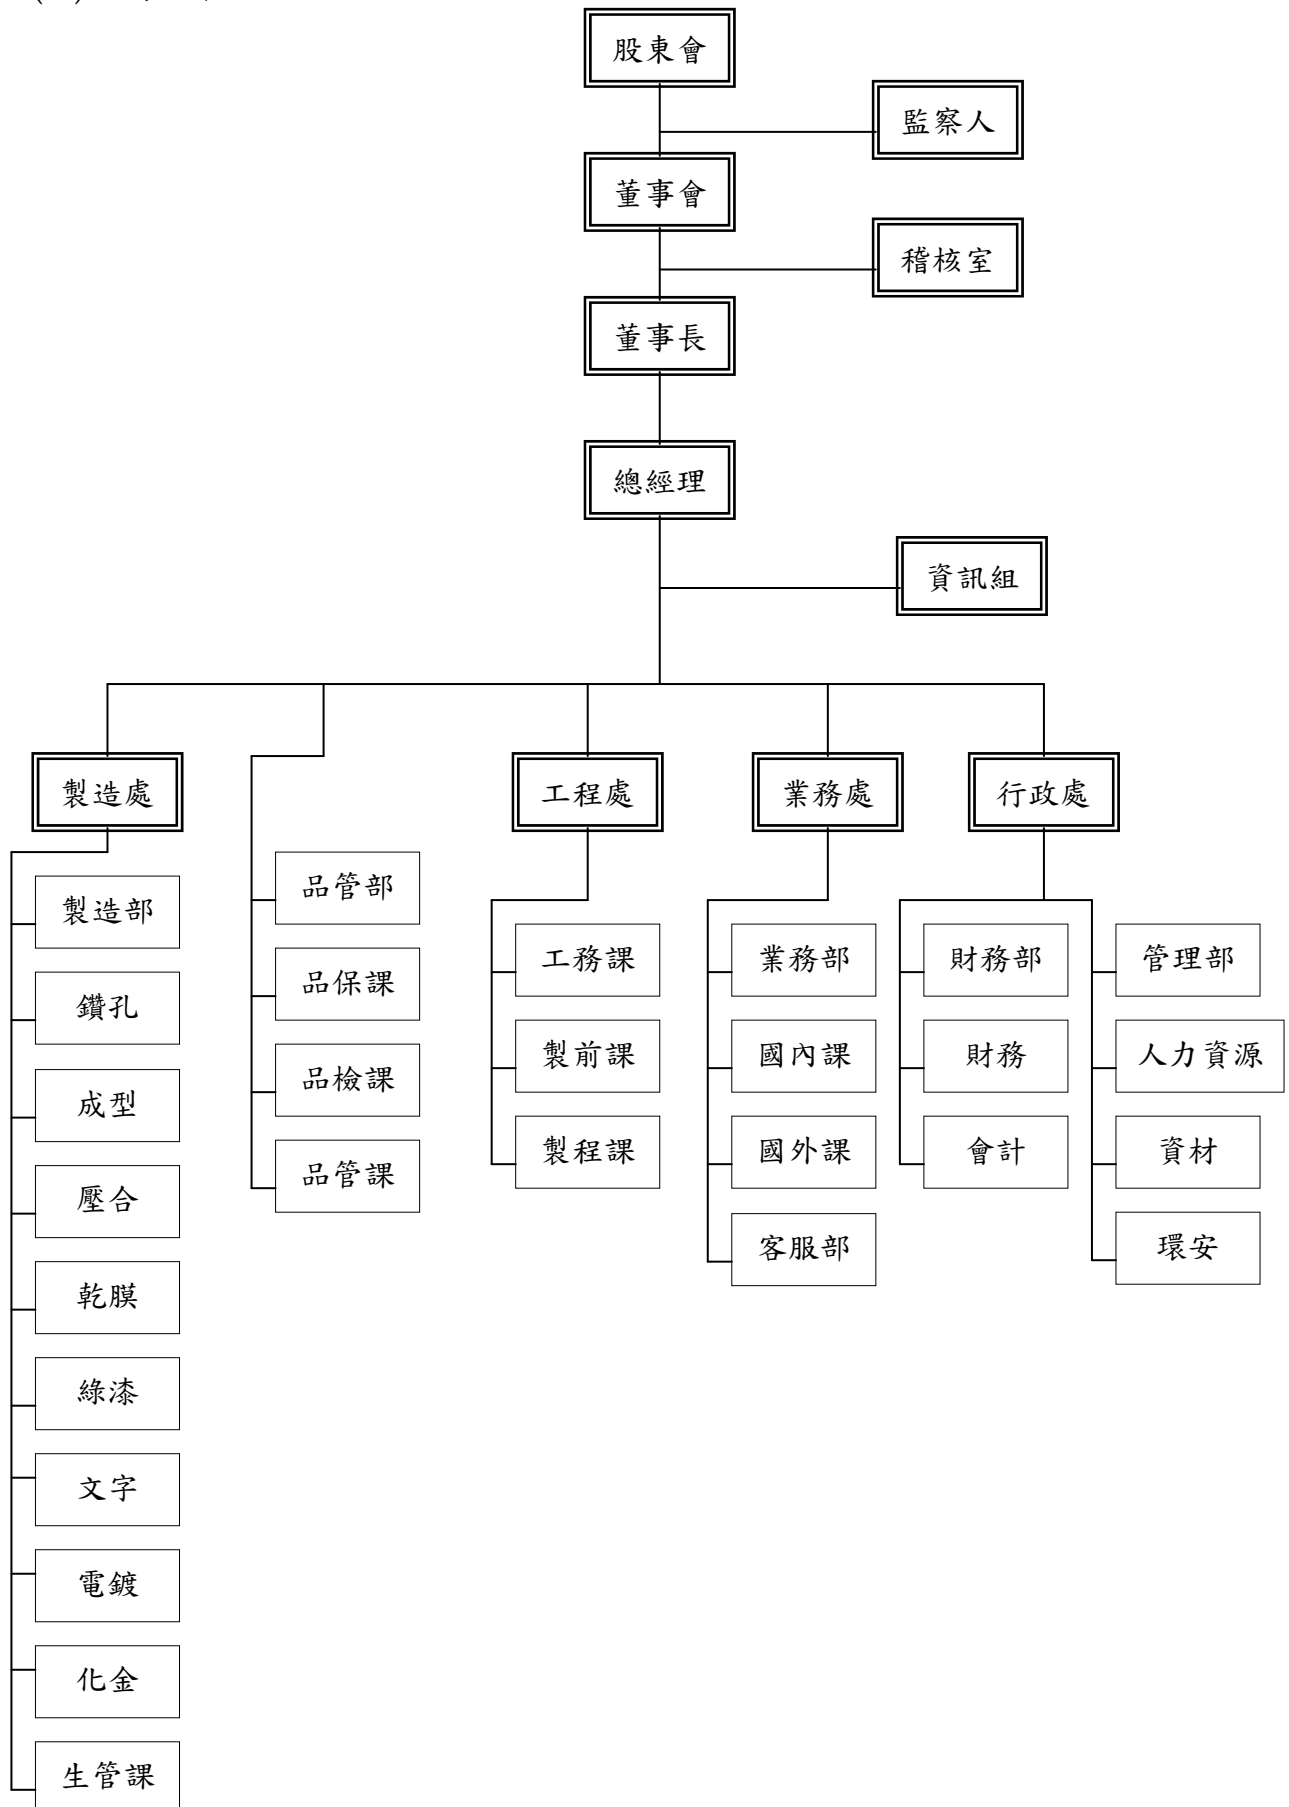 股東會
監察人
董事會
稽核室
董事長
總經理
資訊組
製造處
工程處
業務處
行政處
製造部
鑽孔
成型
壓合
乾膜
綠漆
文字
電鍍
化金
生管課
品管部
品保課
品檢課
品管課
工務課
製前課
製程課
業務部
國內課
國外課
客服部
財務部
財務
會計
管理部
人力資源
資材
環安